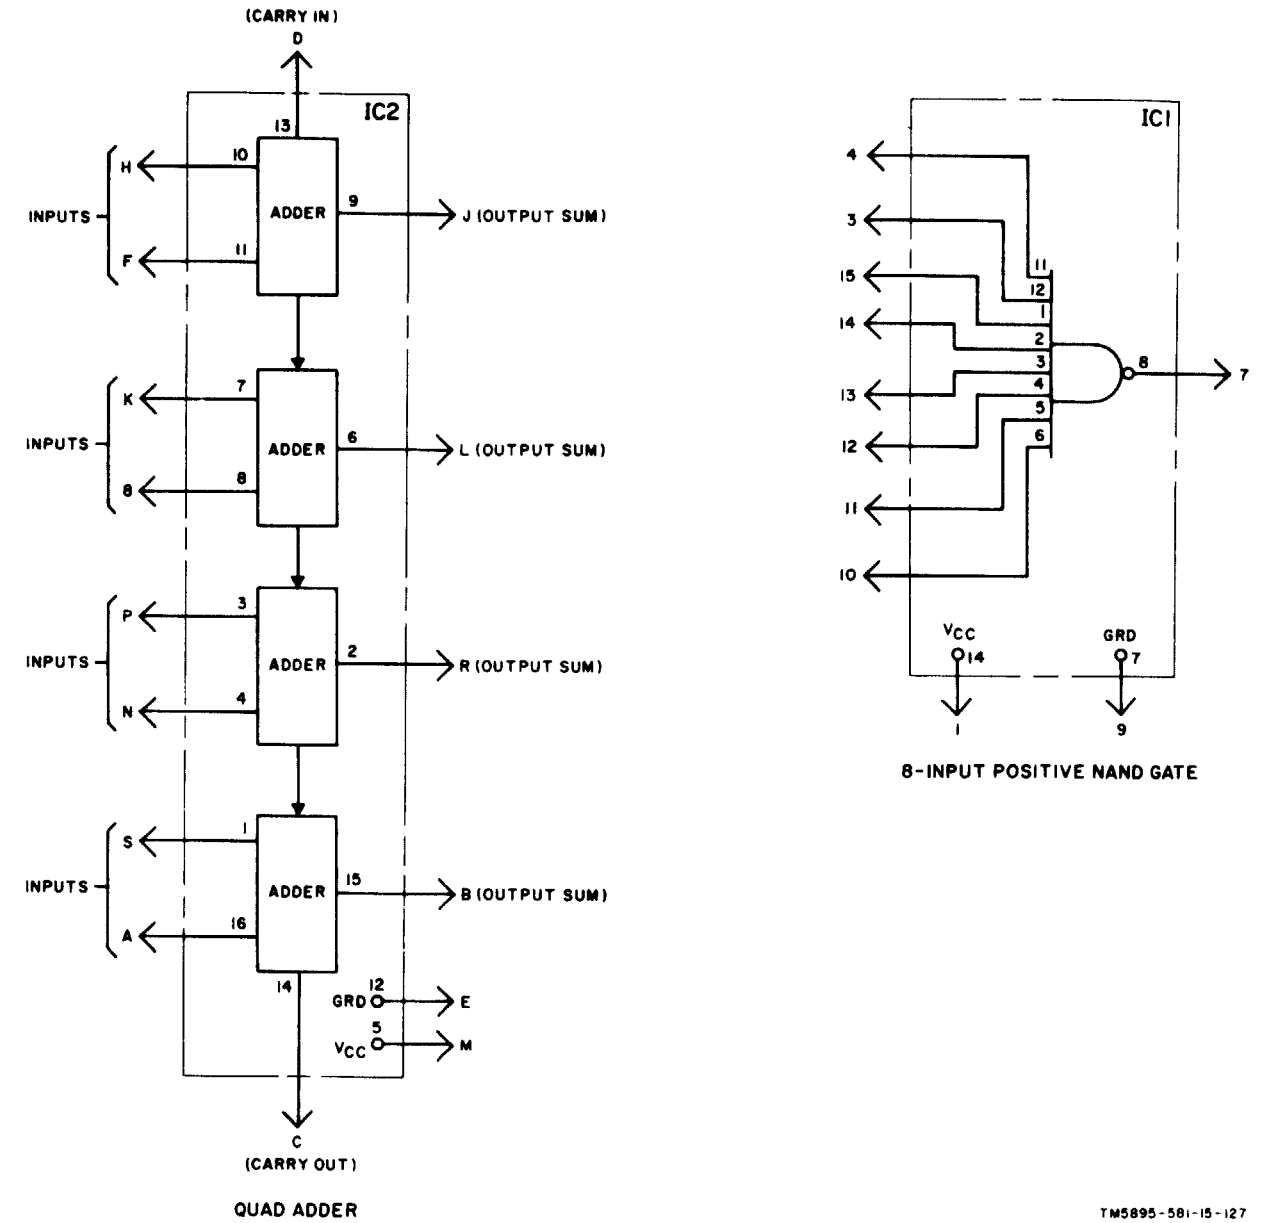 (CARRY IN)
D
IC2
13
H
10
INPUTS
ADDER
9
J (OUTPUT SUM)
F
11
K
7
INPUTS
ADDER
6
L (OUTPUT SUM)
8
8
P
3
INPUTS
ADDER
2
R (OUTPUT SUM)
N
4
S
1
INPUTS
ADDER
15
B (OUTPUT SUM)
A
16
14
12
GRD
E
5
VCC
M
C
(CARRY OUT)
QUAD ADDER
IC1
4
3
15
14
13
12
11
10
11
12
1
2
3
4
5
6
8
7
VCC
14
1
GRD
7
9
8-INPUT POSITIVE NAND GATE
TM5895-581-15-127